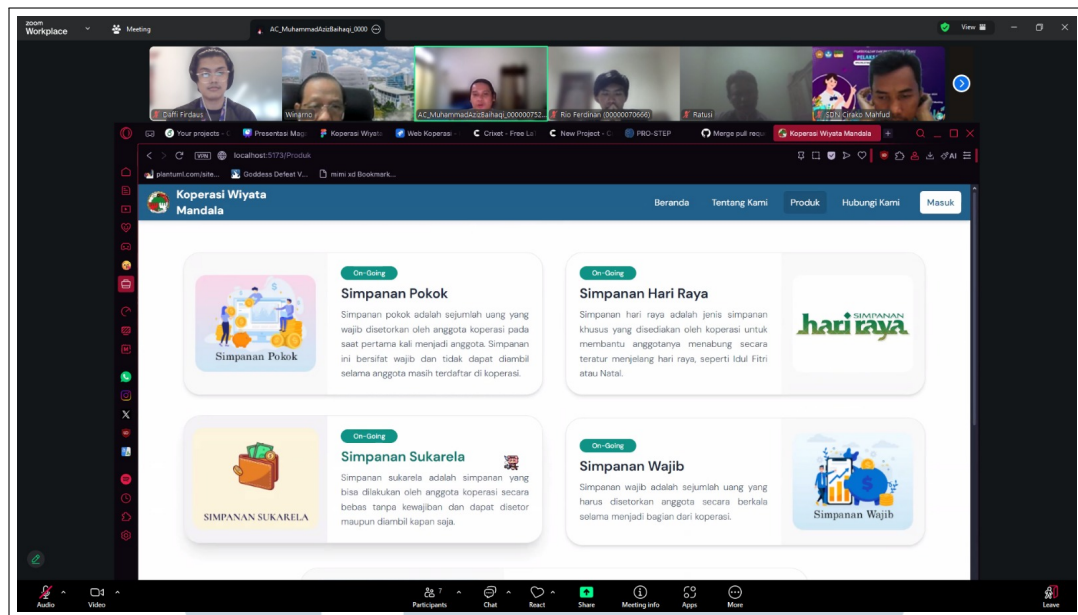 zoom
Workplace
Meeting
AC_MuhammadAzizBaihaqi_0000
View
Daffi Firdaus
Winarno
AC_MuhammadAzizBaihaqi_000000752...
Rio Ferdinan (00000070666)
Ratusi
SDN Cirako Mahfud
Your projects - C
Presentasi Mag
Koperasi Wiyat
Web Koperasi -
Crixet - Free La
New Project - C
PRO-STEP
Merge pull requ
Koperasi Wiyata Mandala
VPN
localhost:5173/Produk
AI
plantuml.com/site...
Goddess Defeat V...
mimi xd Bookmark...
Koperasi Wiyata
Mandala
Beranda
Tentang Kami
Produk
Hubungi Kami
Masuk
Simpanan Pokok
On-Going
Simpanan Pokok
Simpanan pokok adalah sejumlah uang yang
wajib disetorkan oleh anggota koperasi pada
saat pertama kali menjadi anggota. Simpanan
ini bersifat wajib dan tidak dapat diambil
selama anggota masih terdaftar di koperasi.
On-Going
Simpanan Hari Raya
Simpanan hari raya adalah jenis simpanan
khusus yang disediakan oleh koperasi untuk
membantu anggotanya menabung secara
teratur menjelang hari raya, seperti Idul Fitri
atau Natal.
SIMPANAN
hari raya
SIMPANAN SUKARELA
On-Going
Simpanan Sukarela
Simpanan sukarela adalah simpanan yang
bisa dilakukan oleh anggota koperasi secara
bebas tanpa kewajiban dan dapat disetor
maupun diambil kapan saja.
On-Going
Simpanan Wajib
Simpanan wajib adalah sejumlah uang yang
harus disetorkan anggota secara berkala
selama menjadi bagian dari koperasi.
Simpanan Wajib
Audio
Video
7
Participants
Chat
React
Share
Meeting info
Apps
More
Leave